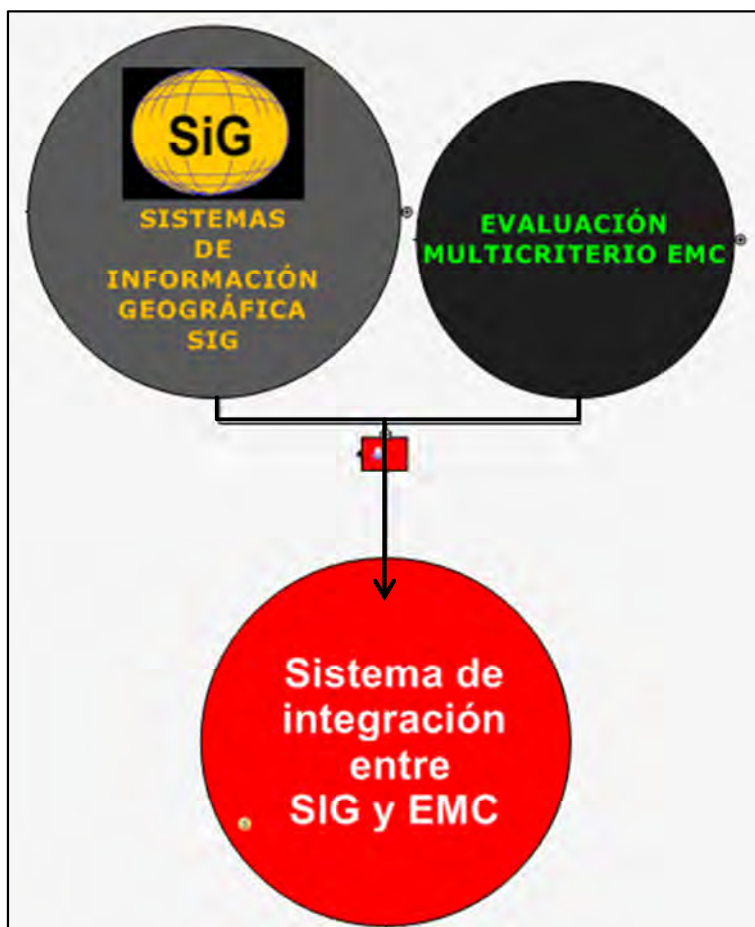 SiG
SISTEMAS
DE
INFORMACIÓN
GEOGRÁFICA
SIG
EVALUACIÓN
MULTICRITERIO EMC
Sistema de
integración
entre
SIG y EMC